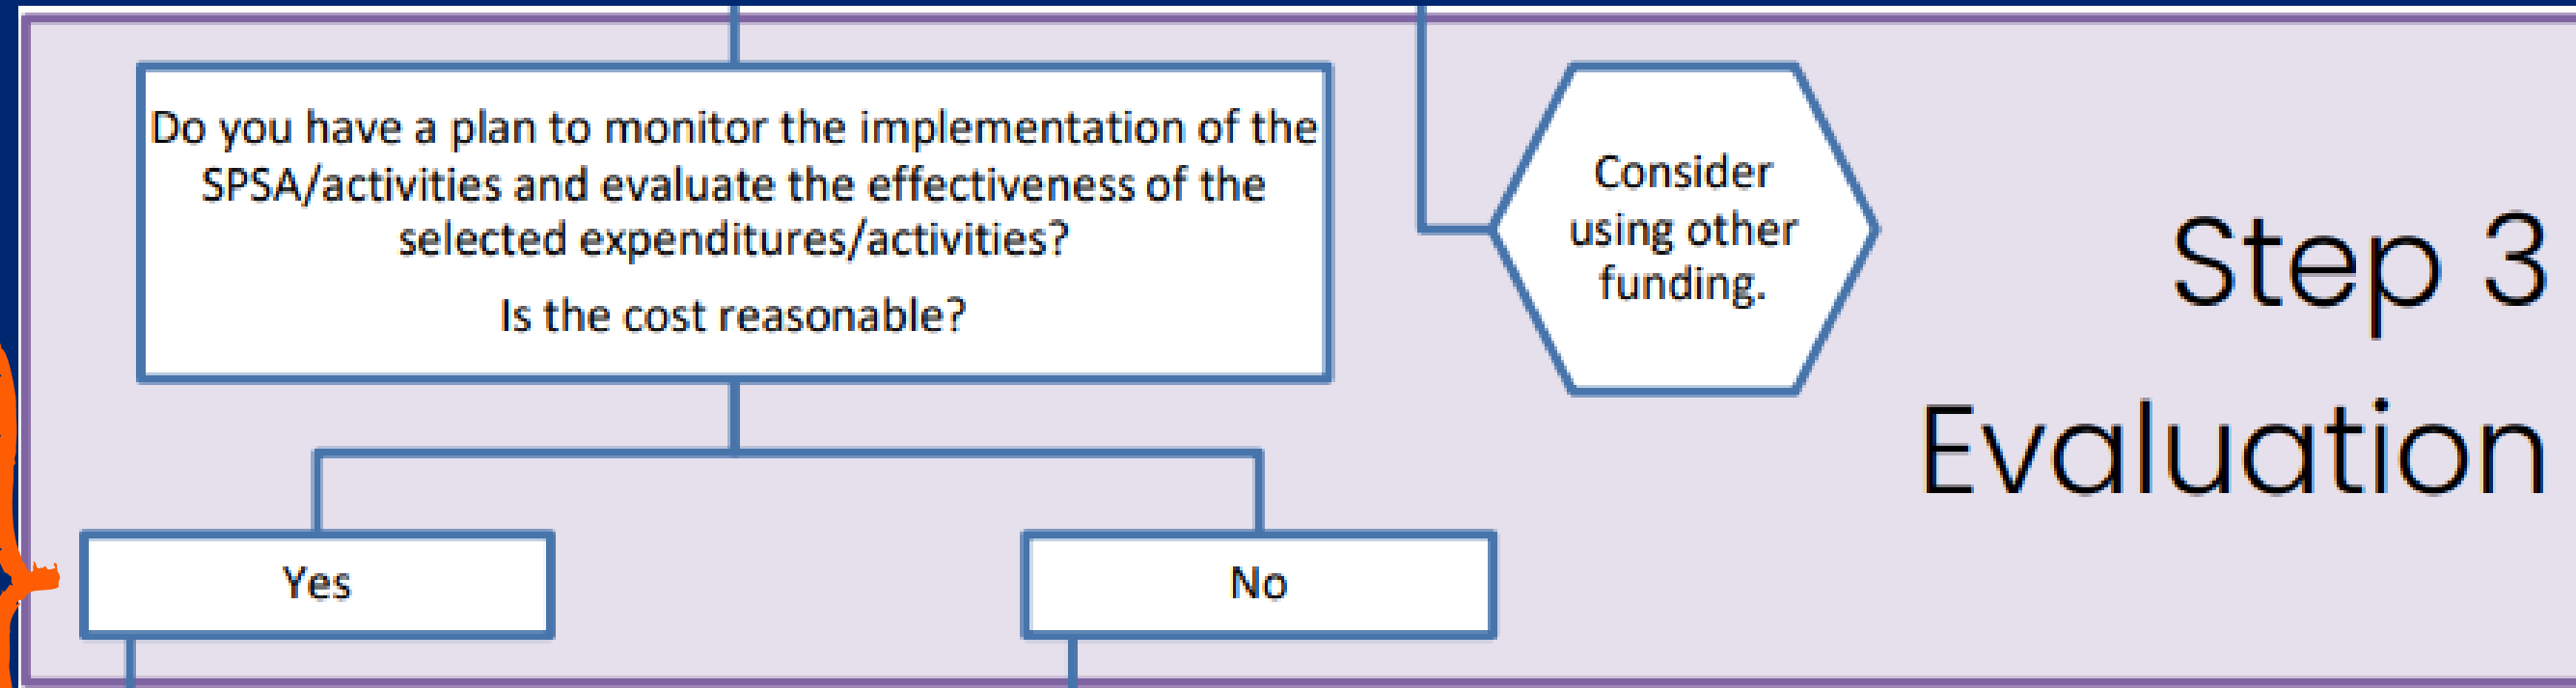 Do you have a plan to monitor the implementation of the
SPSA/activities and evaluate the effectiveness of the
selected expenditures/activities?
Is the cost reasonable?
Consider
using other
funding.
Step 3
Evaluation
Yes
No